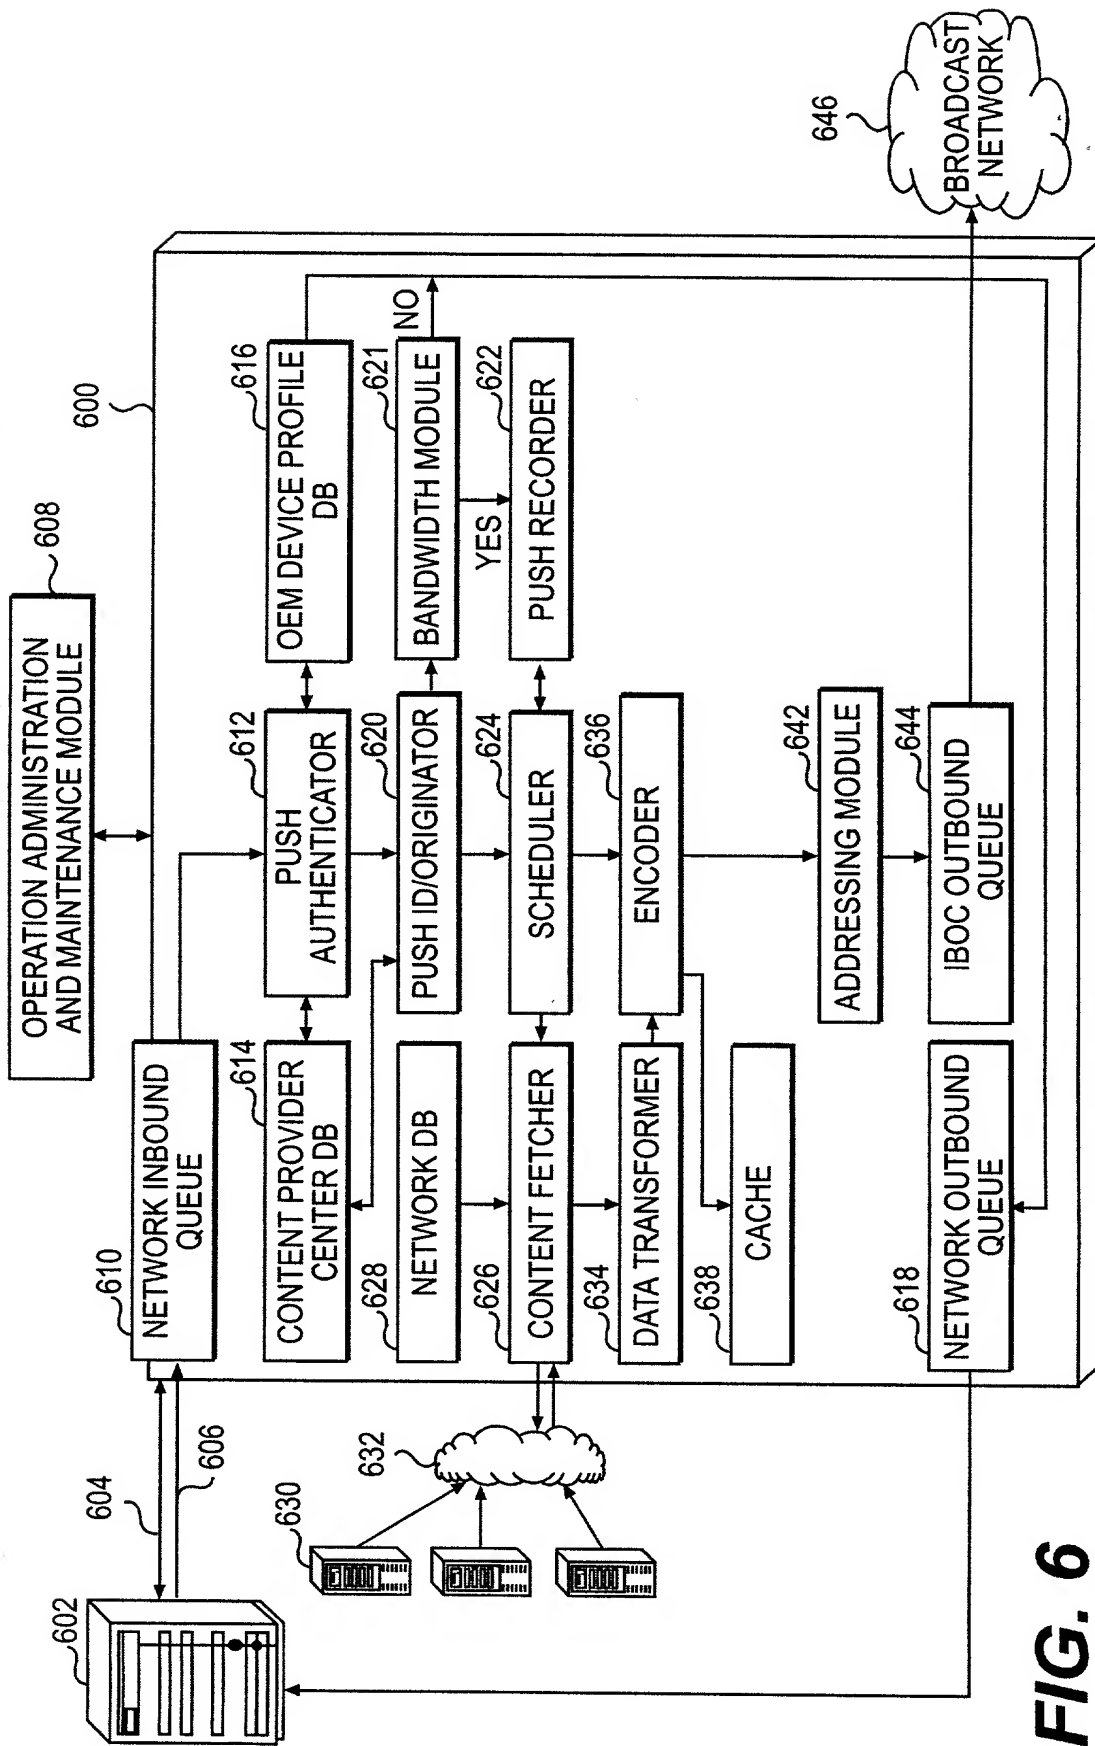 OPERATION ADMINISTRATION
AND MAINTENANCE MODULE
608
600
602
604
606
610
NETWORK INBOUND
QUEUE
614
CONTENT PROVIDER
CENTER DB
612
PUSH
AUTHENTICATOR
616
OEM DEVICE PROFILE
DB
628
NETWORK DB
620
PUSH ID/ORIGINATOR
621
BANDWIDTH MODULE
NO
YES
630
632
626
CONTENT FETCHER
624
SCHEDULER
622
PUSH RECORDER
634
DATA TRANSFORMER
636
ENCODER
638
CACHE
642
ADDRESSING MODULE
618
NETWORK OUTBOUND
QUEUE
644
IBOC OUTBOUND
QUEUE
646
BROADCAST
NETWORK
FIG. 6